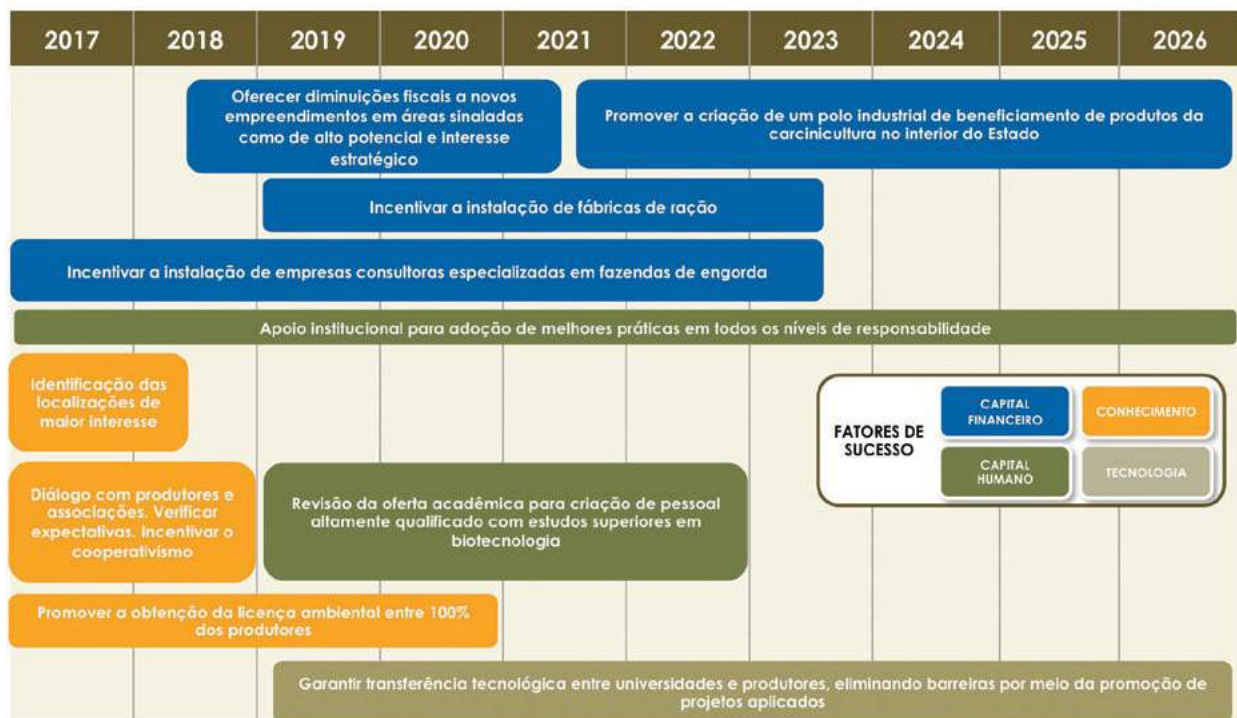 2017 2018 2019 2020 2021 2022 2023 2024 2025 2026
Oferecer diminuições fiscais a novos
empreendimentos em áreas sinaladas
como de alto potencial e interesse
estratégico
Promover a criação de um polo industrial de beneficiamento de produtos da
carcinicultura no interior do Estado
Incentivar a instalação de fábricas de ração
Incentivar a instalação de empresas consultoras especializadas em fazendas de engorda
Apoio institucional para adoção de melhores práticas em todos os níveis de responsabilidade
Identificação das
localizações de
maior interesse
FATORES DE
SUCESSO
CAPITAL
FINANCEIRO
CONHECIMENTO
CAPITAL
HUMANO
TECNOLOGIA
Diálogo com produtores e
associações. Verificar
expectativas. Incentivar o
cooperativismo
Revisão da oferta acadêmica para criação de pessoal
altamente qualificado com estudos superiores em
biotecnologia
Promover a obtenção da licença ambiental entre 100%
dos produtores
Garantir transferência tecnológica entre universidades e produtores, eliminando barreiras por meio da promoção de
projetos aplicados